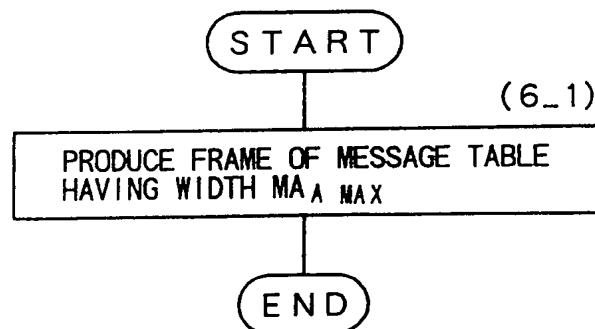 START
(6_1)
PRODUCE FRAME OF MESSAGE TABLE
HAVING WIDTH MA A MAX
END